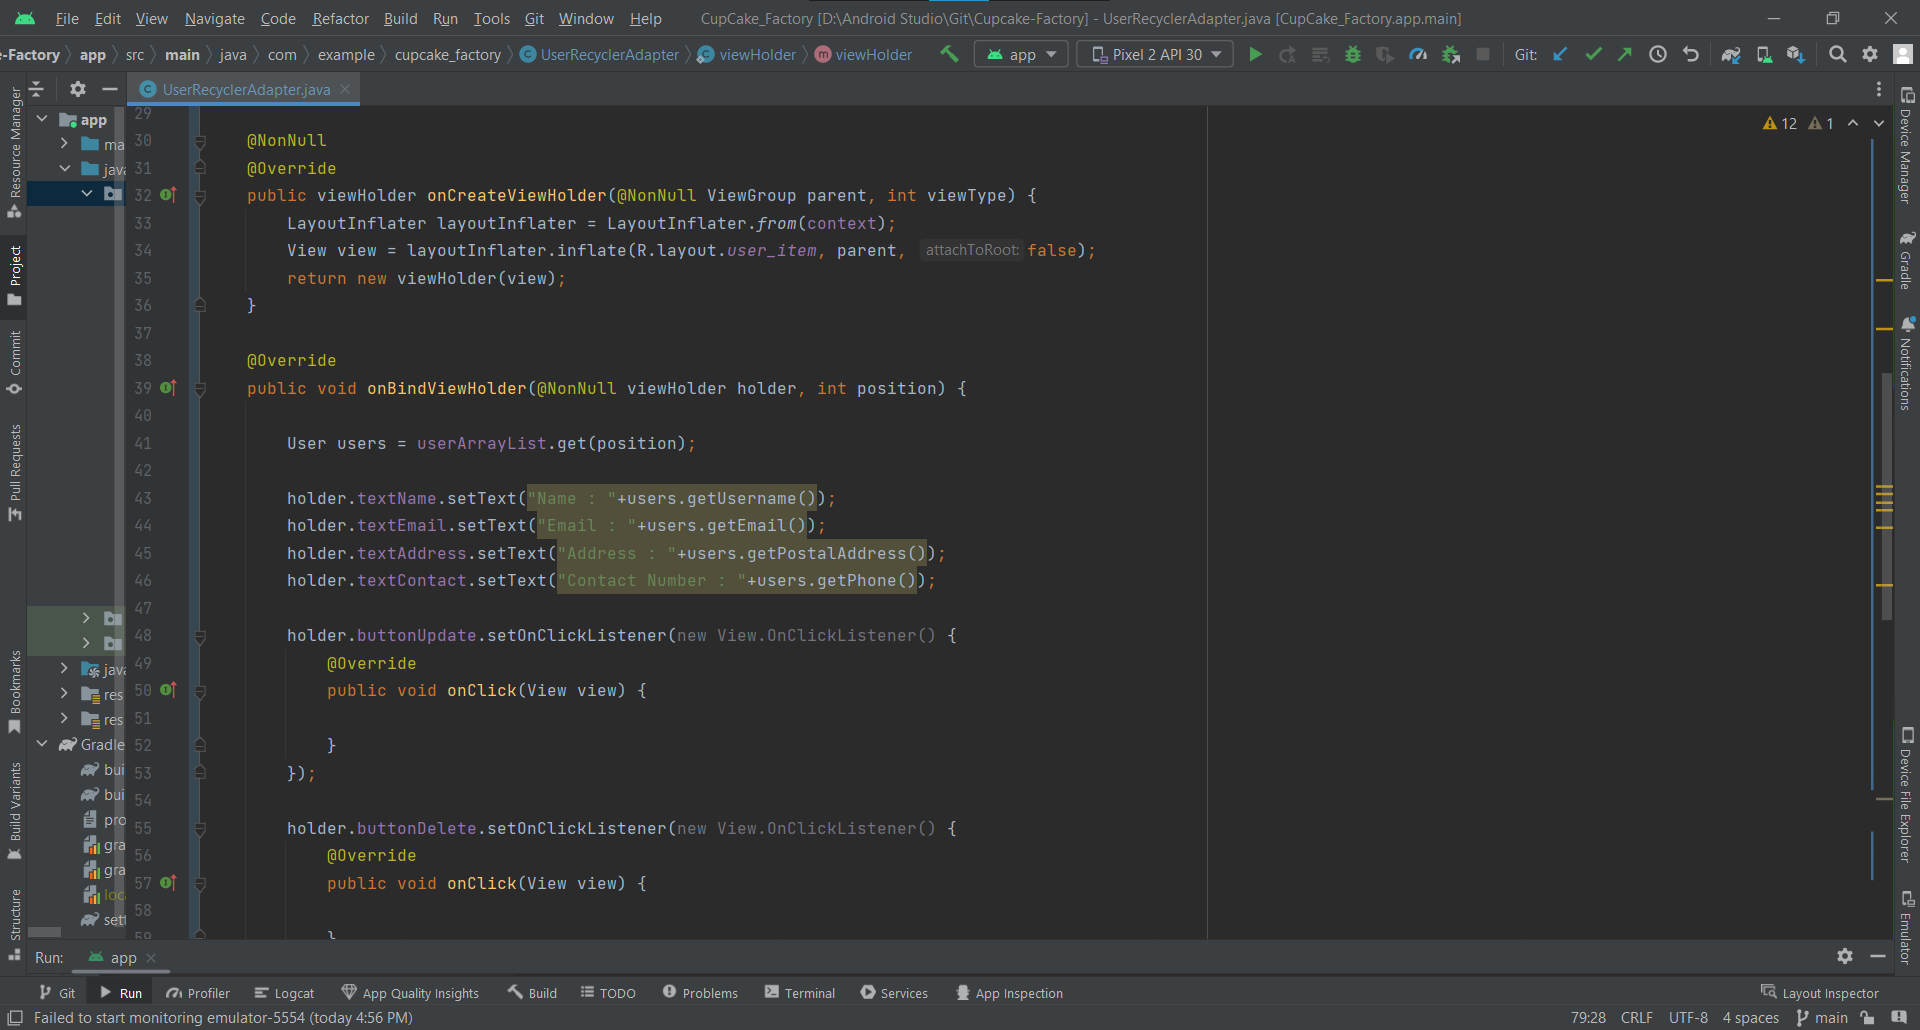 File Edit View Navigate Code Refactor Build Run Tools Git Window Help CupCake_Factory [D:\Android Studio\Git\Cupcake-Factory] - UserRecyclerAdapter.java [CupCake_Factory.app.main]
e-Factory app src main java com example cupcake_factory UserRecyclerAdapter viewHolder viewHolder app Pixel 2 API 30 Git:
UserRecyclerAdapter.java
12 1
Resource Manager
Project
Commit
Pull Requests
Bookmarks
Build Variants
Structure
app
ma
java
java
res
res
Gradle
bui
bui
pro
gra
gra
loc
sett
29
30 @NonNull
31 @Override
32 public viewHolder onCreateViewHolder(@NonNull ViewGroup parent, int viewType) {
33 LayoutInflater layoutInflater = LayoutInflater.from(context);
34 View view = layoutInflater.inflate(R.layout.user_item, parent, attachToRoot: false);
35 return new viewHolder(view);
36 }
37
38 @Override
39 public void onBindViewHolder(@NonNull viewHolder holder, int position) {
40
41 User users = userArrayList.get(position);
42
43 holder.textName.setText("Name : "+users.getUsername());
44 holder.textEmail.setText("Email : "+users.getEmail());
45 holder.textAddress.setText("Address : "+users.getPostalAddress());
46 holder.textContact.setText("Contact Number : "+users.getPhone());
47
48 holder.buttonUpdate.setOnClickListener(new View.OnClickListener() {
49 @Override
50 public void onClick(View view) {
51
52 }
53 });
54
55 holder.buttonDelete.setOnClickListener(new View.OnClickListener() {
56 @Override
57 public void onClick(View view) {
58
59 }
Device Manager
Gradle
Notifications
Device File Explorer
Emulator
Run: app
Git Run Profiler Logcat App Quality Insights Build TODO Problems Terminal Services App Inspection Layout Inspector
Failed to start monitoring emulator-5554 (today 4:56 PM) 79:28 CRLF UTF-8 4 spaces main